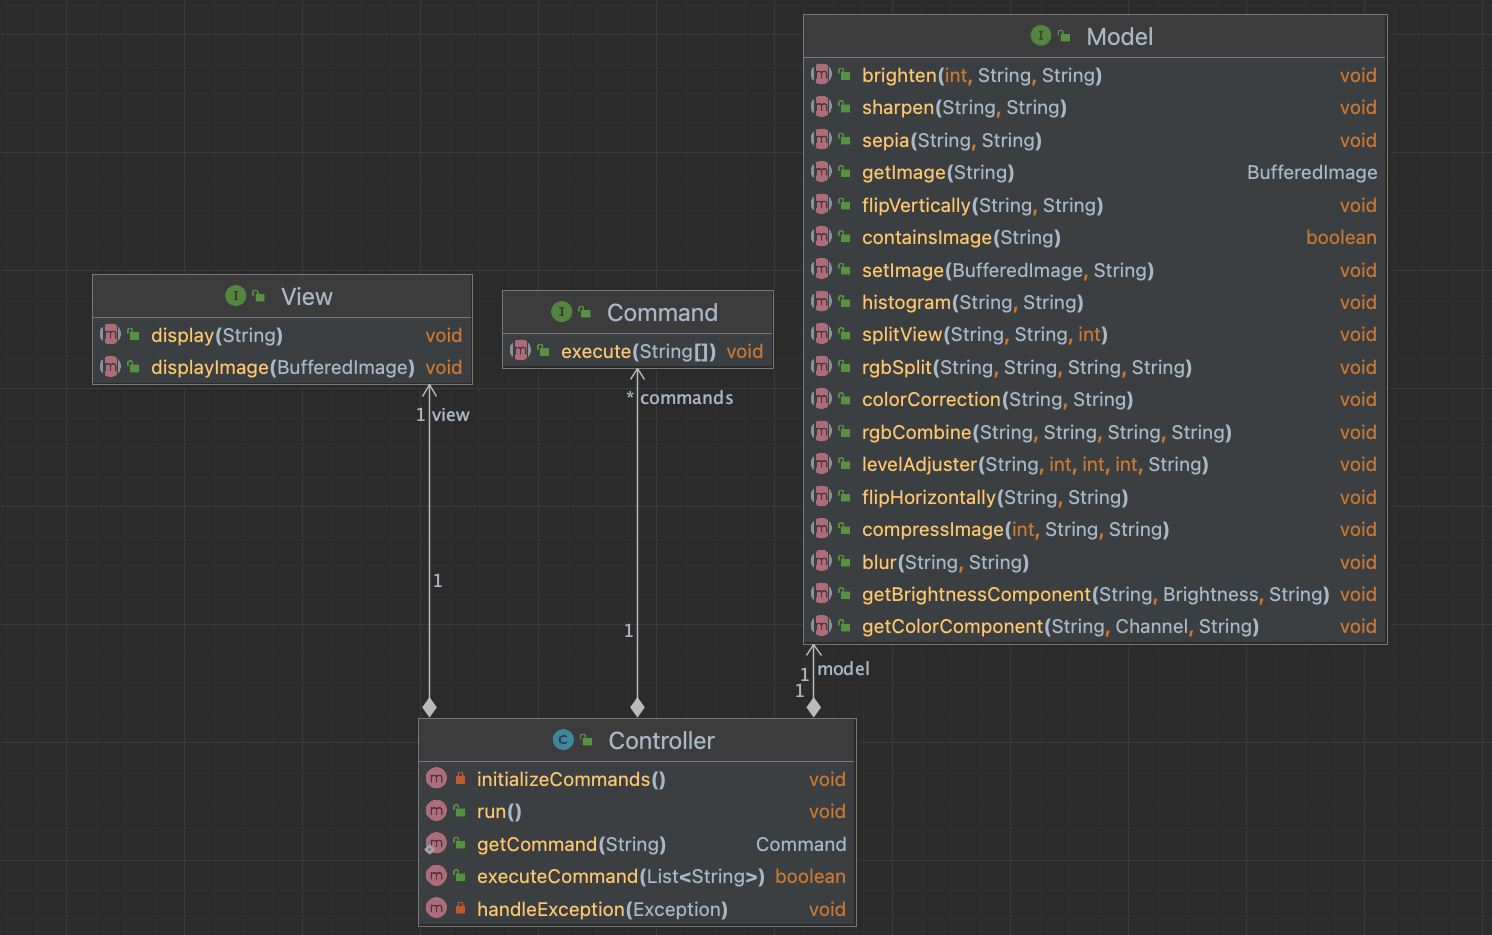 Model
brighten(int, String, String) void
sharpen(String, String) void
sepia(String, String) void
getImage(String) BufferedImage
flipVertically(String, String) void
containsImage(String) boolean
setImage(BufferedImage, String) void
histogram(String, String) void
splitView(String, String, int) void
rgbSplit(String, String, String, String) void
colorCorrection(String, String) void
rgbCombine(String, String, String, String) void
levelAdjuster(String, int, int, int, String) void
flipHorizontally(String, String) void
compressImage(int, String, String) void
blur(String, String) void
getBrightnessComponent(String, Brightness, String) void
getColorComponent(String, Channel, String) void
View
display(String) void
displayImage(BufferedImage) void
Command
execute(String[]) void
1 view
* commands
1 model
1
1
1
Controller
initializeCommands() void
run() void
getCommand(String) Command
executeCommand(List<String>) boolean
handleException(Exception) void